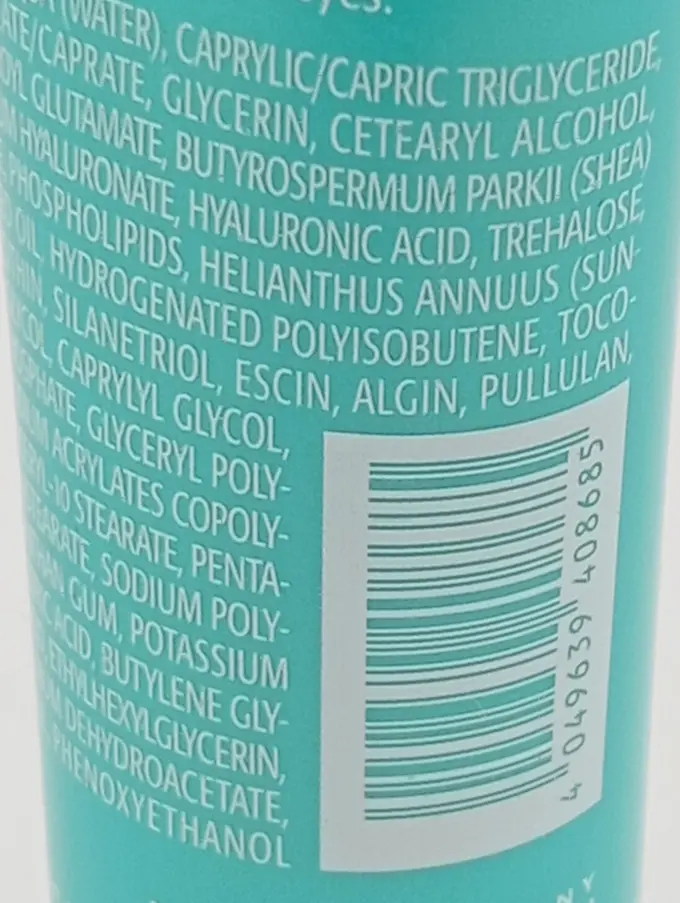 (WATER), CAPRYLIC/CAPRIC TRIGLYCERIDE,
CAPRATE, GLYCERIN, CETEARYL ALCOHOL,
GLUTAMATE, BUTYROSPERMUM PARKII (SHEA)
HYALURONATE, HYALURONIC ACID, TREHALOSE,
PHOSPHOLIPIDS, HELIANTHUS ANNUUS (SUN-
OIL, HYDROGENATED POLYISOBUTENE, TOCO-
SILANETRIOL, ESCIN, ALGIN, PULLULAN,
CAPRYLYL GLYCOL,
GLYCERYL POLY-
ACRYLATES COPOLY-
-10 STEARATE, PENTA-
SODIUM POLY-
GUM, POTASSIUM
ACID, BUTYLENE GLY-
ETHYLHEXYLGLYCERIN,
DEHYDROACETATE,
PHENOXYETHANOL
4 049639 408685